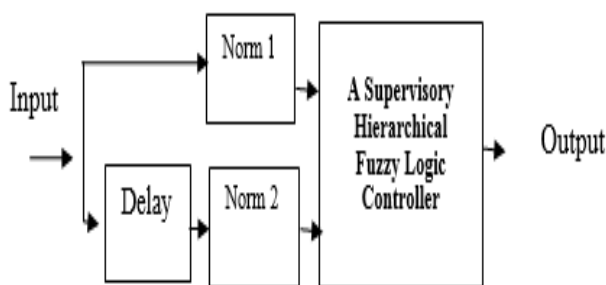 Input
Norm 1
Delay
Norm 2
A Supervisory
Hierarchical
Fuzzy Logic
Controller
Output